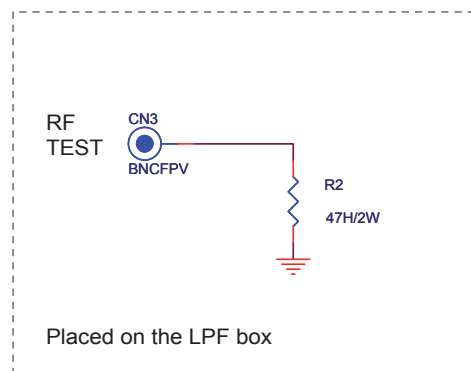 RF
TEST
CN3
BNCFPV
R2
47H/2W
Placed on the LPF box